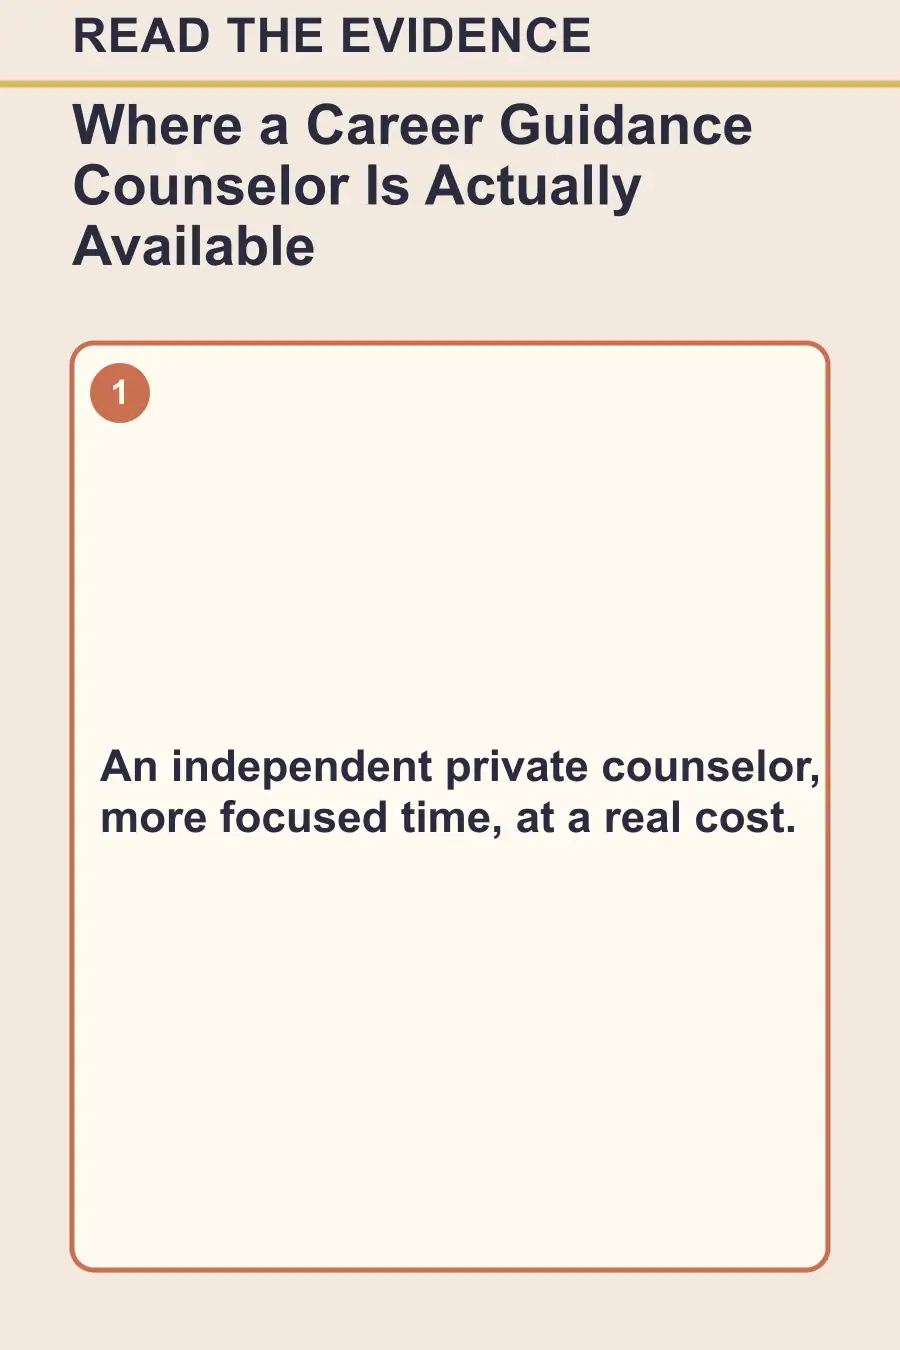 READ THE EVIDENCE
Where a Career Guidance
Counselor Is Actually
Available
1
An independent private counselor,
more focused time, at a real cost.